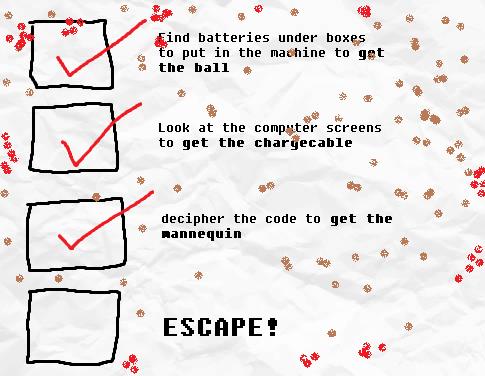 Find batteries under boxes
to put in the machine to get
the ball
Look at the computer screens
to get the chargecable
decipher the code to get the
mannequin
ESCAPE!